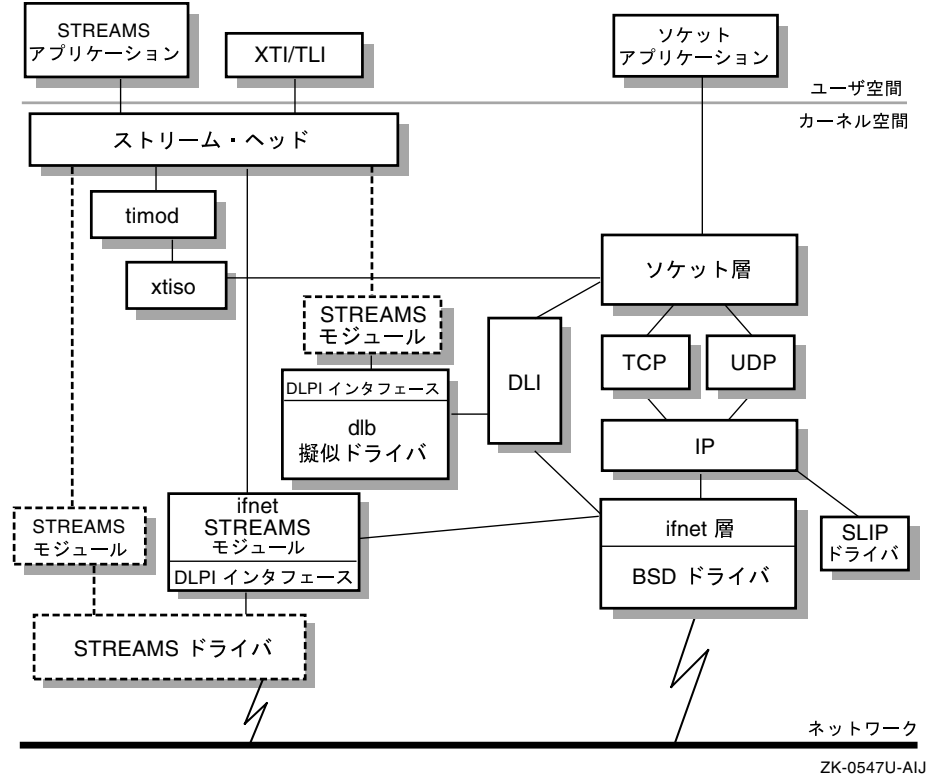 STREAMS
アプリケーション
XTI/TLI
ソケット
アプリケーション
ユーザ空間
カーネル空間
ストリーム・ヘッド
timod
xtiso
ソケット層
STREAMS
モジュール
DLPI インタフェース
dlb
擬似ドライバ
DLI
TCP
UDP
IP
STREAMS
モジュール
ifnet
STREAMS
モジュール
DLPI インタフェース
ifnet 層
BSD ドライバ
SLIP
ドライバ
STREAMS ドライバ
ネットワーク
ZK-0547U-AIJ